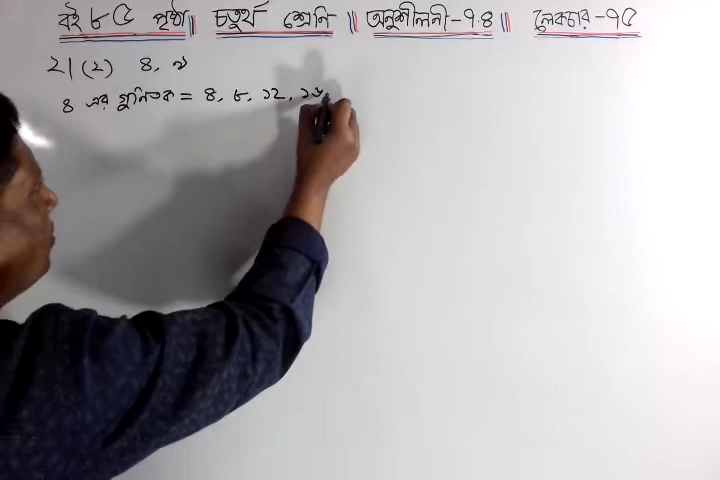 বই ৮৫ পৃষ্ঠা || চতুর্থ শ্রেনি || অনুশীলনী-৭.৪ || লেকচার-৭৫
২| (২) ৪, ৯
৪ এর গুনিতক = ৪, ৮, ১২, ১৬,